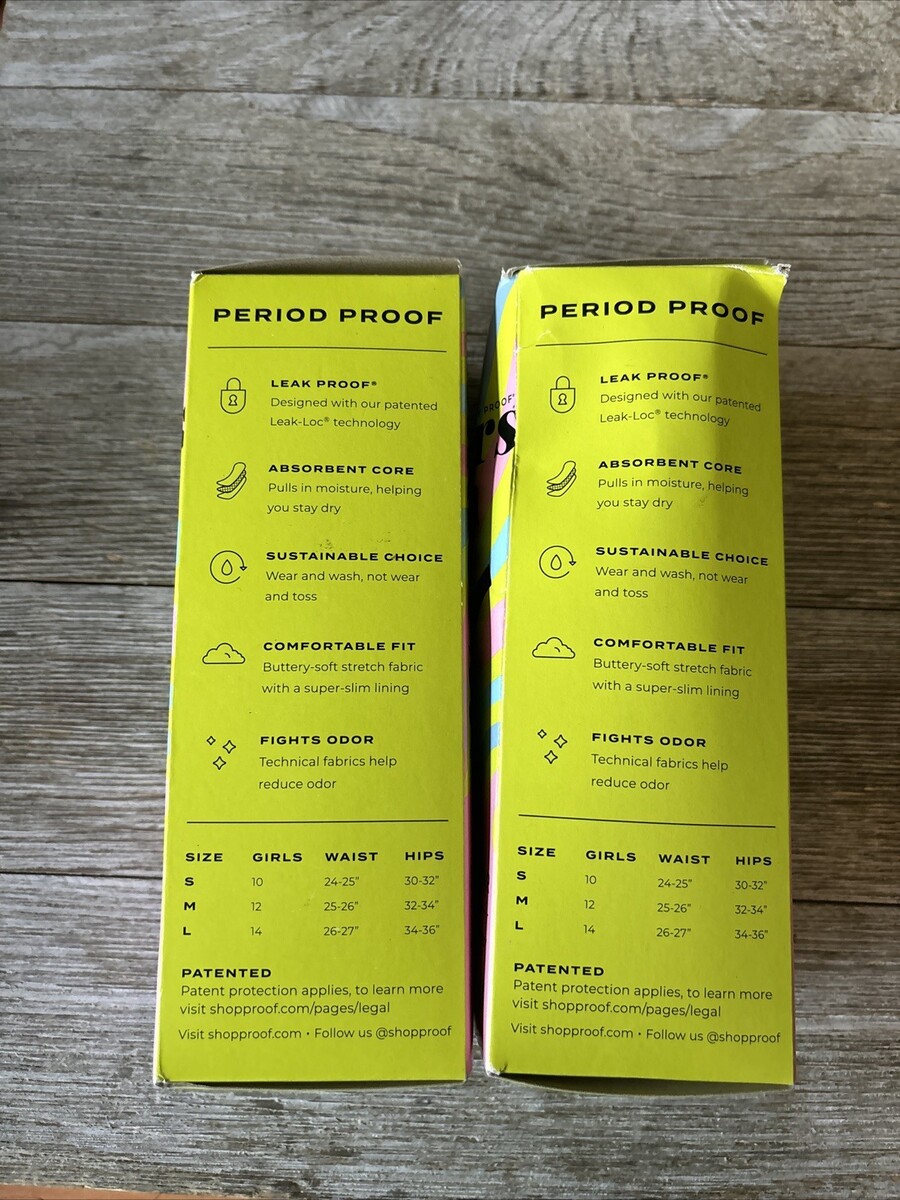 PERIOD PROOF
LEAK PROOF®
Designed with our patented
Leak-Loc® technology
ABSORBENT CORE
Pulls in moisture, helping
you stay dry
SUSTAINABLE CHOICE
Wear and wash, not wear
and toss
COMFORTABLE FIT
Buttery-soft stretch fabric
with a super-slim lining
FIGHTS ODOR
Technical fabrics help
reduce odor
SIZE GIRLS WAIST HIPS
S 10 24-25" 30-32"
M 12 25-26" 32-34"
L 14 26-27" 34-36"
PATENTED
Patent protection applies, to learn more
visit shopproof.com/pages/legal
Visit shopproof.com • Follow us @shopproof
PROOF
PERIOD PROOF
LEAK PROOF®
Designed with our patented
Leak-Loc® technology
ABSORBENT CORE
Pulls in moisture, helping
you stay dry
SUSTAINABLE CHOICE
Wear and wash, not wear
and toss
COMFORTABLE FIT
Buttery-soft stretch fabric
with a super-slim lining
FIGHTS ODOR
Technical fabrics help
reduce odor
SIZE GIRLS WAIST HIPS
S 10 24-25" 30-32"
M 12 25-26" 32-34"
L 14 26-27" 34-36"
PATENTED
Patent protection applies, to learn more
visit shopproof.com/pages/legal
Visit shopproof.com • Follow us @shopproof